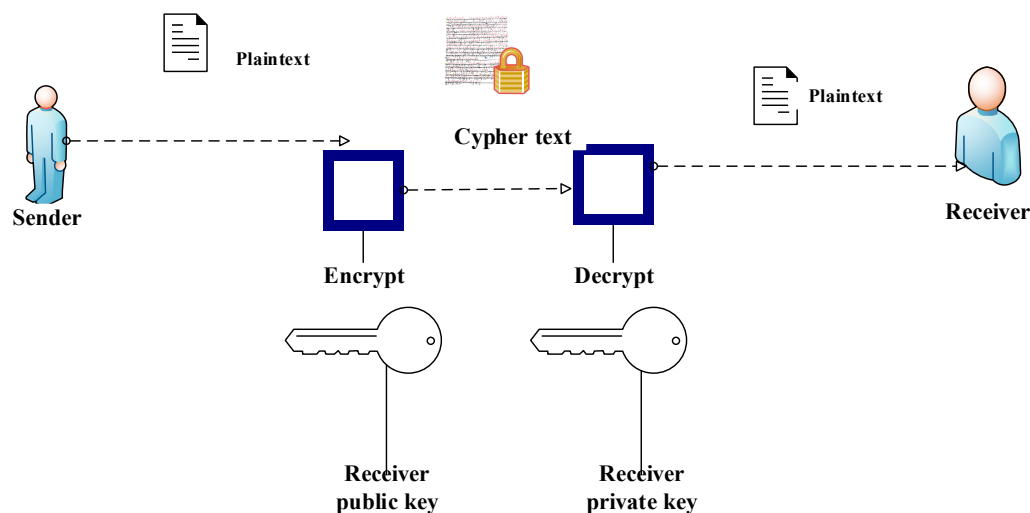 Plaintext
Cypher text
Plaintext
Sender
Receiver
Encrypt
Decrypt
Receiver
public key
Receiver
private key